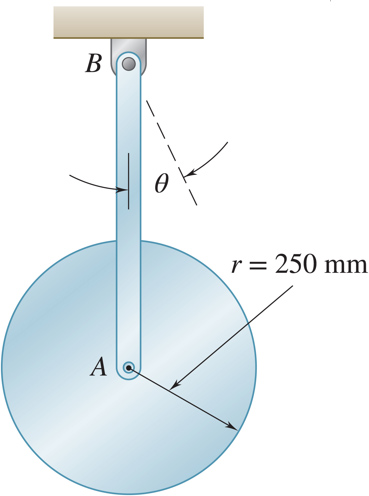 B
θ
r = 250 mm
A